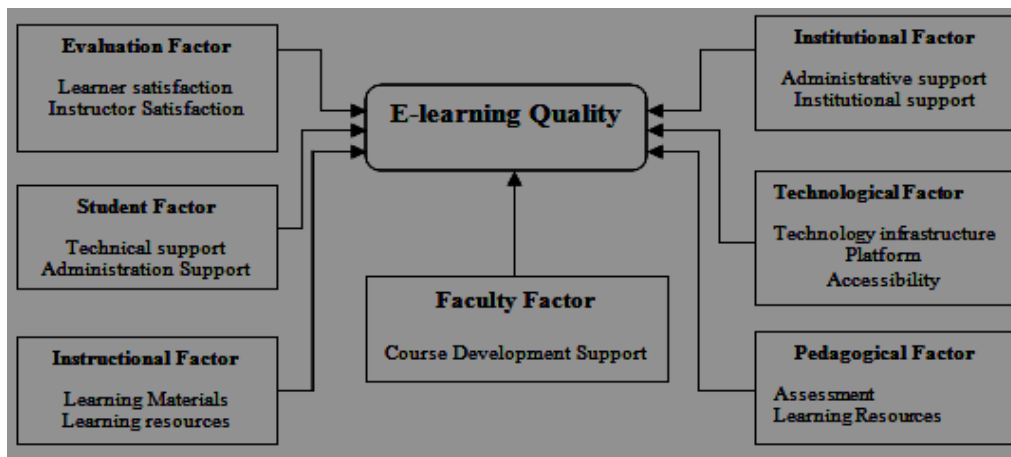 Evaluation Factor
Learner satisfaction
Instructor Satisfaction
Student Factor
Technical support
Administration Support
Instructional Factor
Learning Materials
Learning resources
E-learning Quality
Faculty Factor
Course Development Support
Institutional Factor
Administrative support
Institutional support
Technological Factor
Technology infrastructure
Platform
Accessibility
Pedagogical Factor
Assessment
Learning Resources